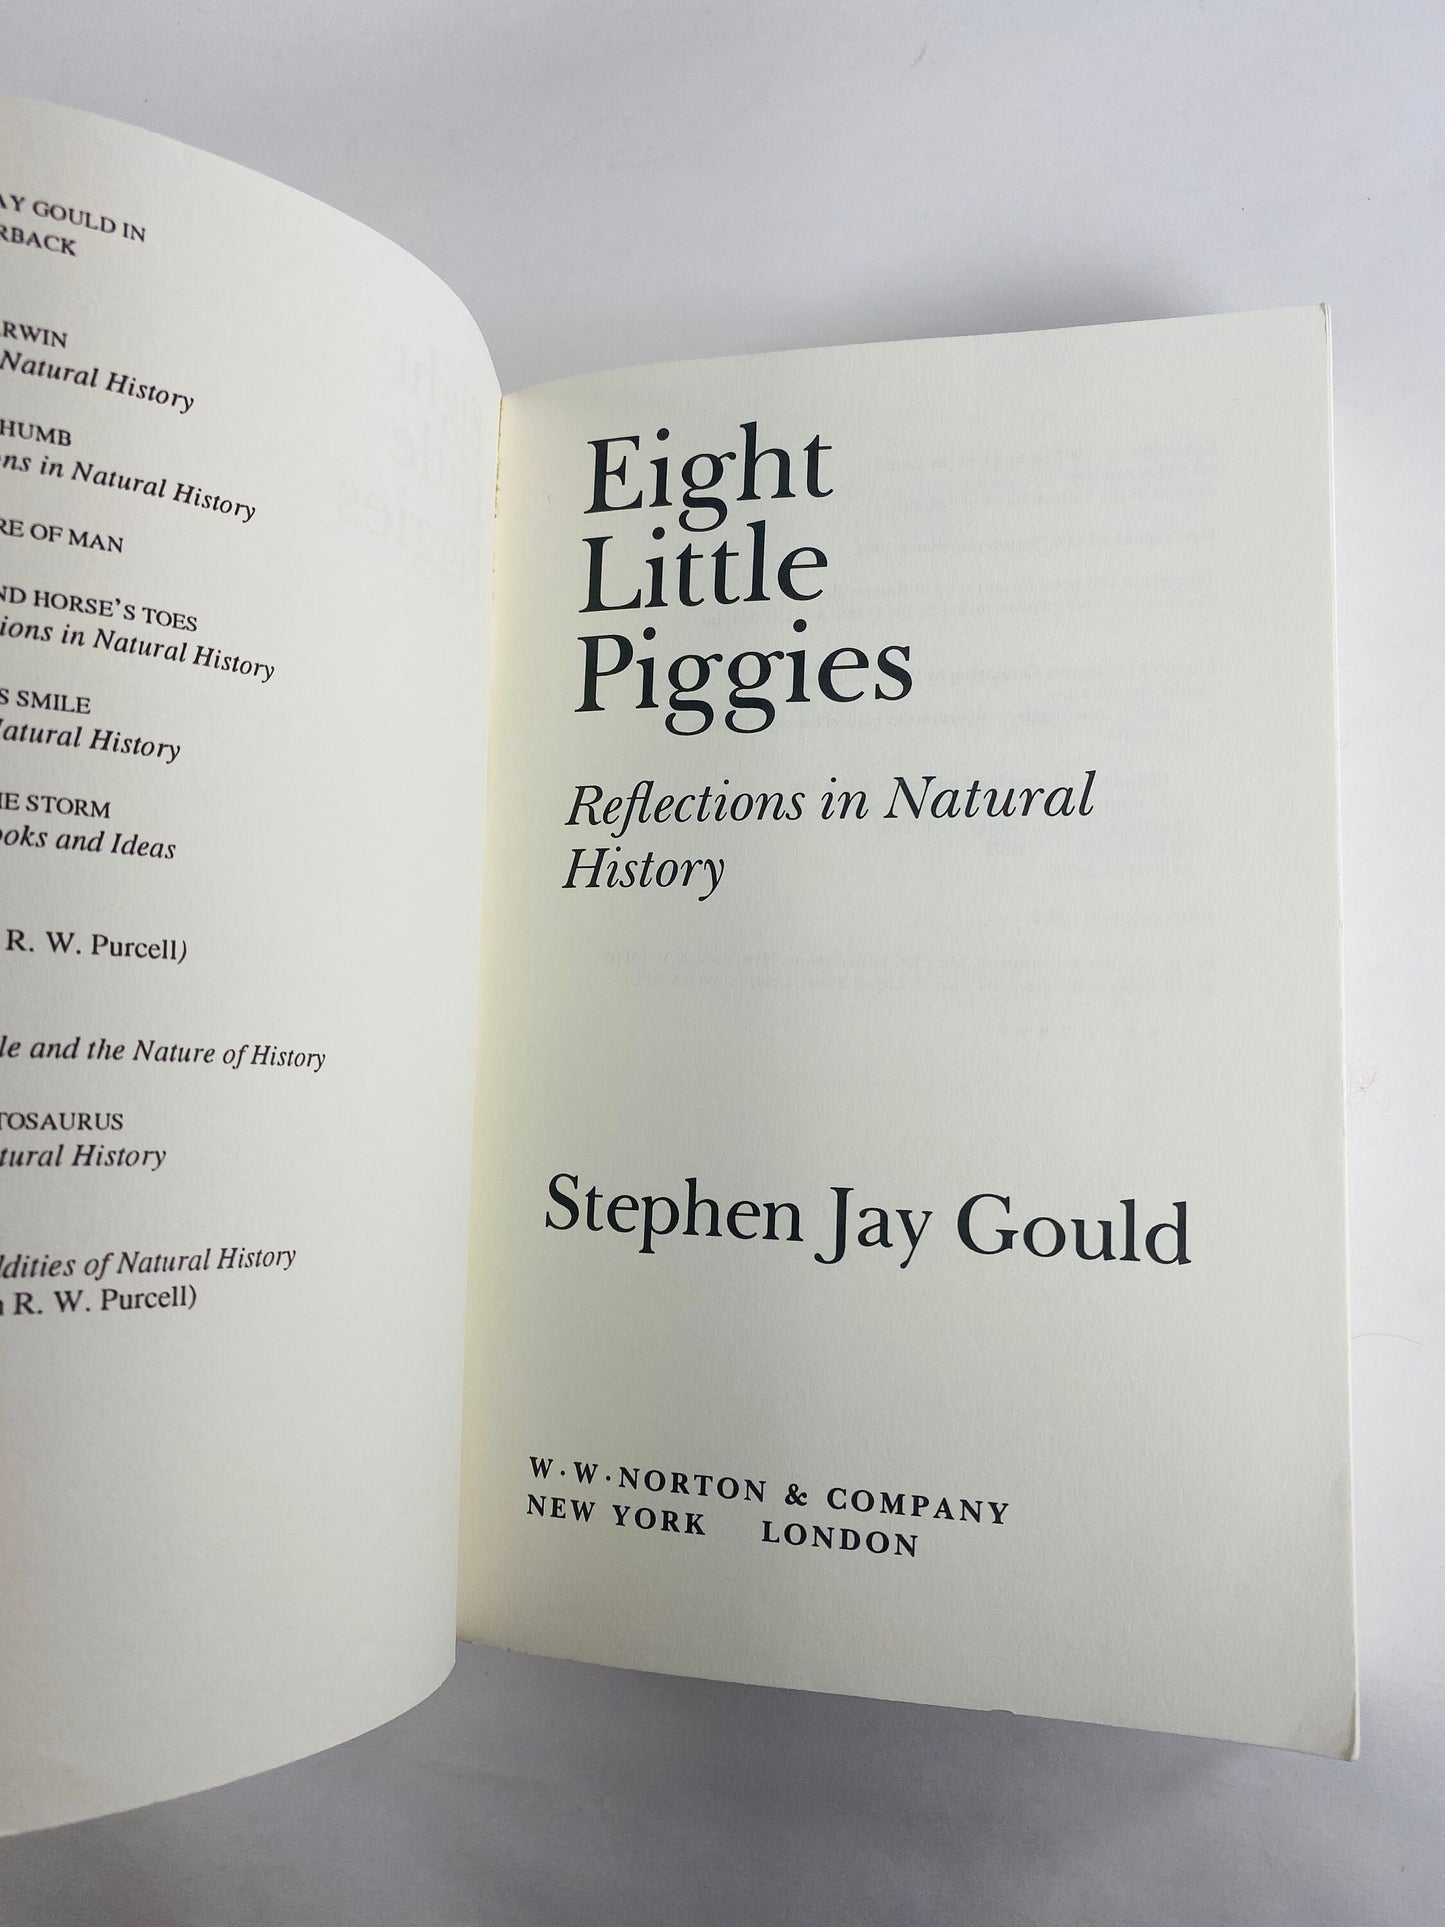 AY GOULD IN
RBACK
RWIN
Natural History
HUMB
ns in Natural History
RE OF MAN
ND HORSE'S TOES
ions in Natural History
S SMILE
Natural History
HE STORM
ooks and Ideas
R. W. Purcell)
le and the Nature of History
TOSAURUS
tural History
ddities of Natural History
R. W. Purcell)
Eight
Little
Piggies
Reflections in Natural
History
Stephen Jay Gould
W·W·NORTON & COMPANY
NEW YORK LONDON